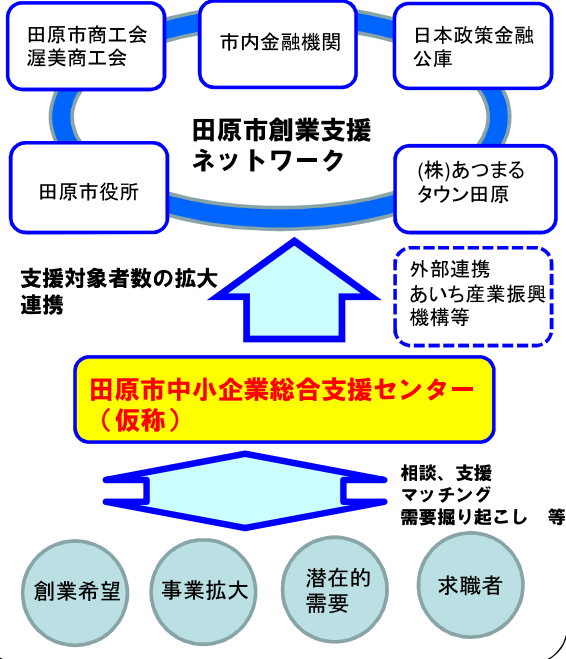 田原市商工会
渥美商工会
市内金融機関
日本政策金融
公庫
田原市創業支援
ネットワーク
田原市役所
(株)あつまる
タウン田原
支援対象者数の拡大
連携
外部連携
あいち産業振興
機構等
田原市中小企業総合支援センター
（仮称）
相談、支援
マッチング
需要掘り起こし　等
創業希望
事業拡大
潜在的
需要
求職者